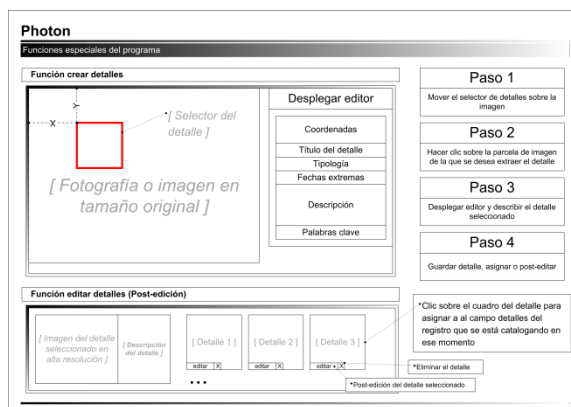 Photon
Funciones especiales del programa
Función crear detalles
Y
X
[ Selector del
detalle ]
[ Fotografía o imagen en
tamaño original ]
Desplegar editor
Coordenadas
Título del detalle
Tipología
Fechas extremas
Descripción
Palabras clave
Paso 1
Mover el selector de detalles sobre la
imagen
Paso 2
Hacer clic sobre la parcela de imagen
de la que se desea extraer el detalle
Paso 3
Desplegar editor y describir el detalle
seleccionado
Paso 4
Guardar detalle, asignar o post-editar
Función editar detalles (Post-edición)
[ Imagen del detalle
seleccionado en
alta resolución ]
[ Descripción
del detalle ]
[ Detalle 1 ]
editar X
[ Detalle 2 ]
editar X
[ Detalle 3 ]
editar X
•••
*Clic sobre el cuadro del detalle para
asignar a al campo detalles del
registro que se está catalogando en
ese momento
*Eliminar el detalle
*Post-edición del detalle seleccionado